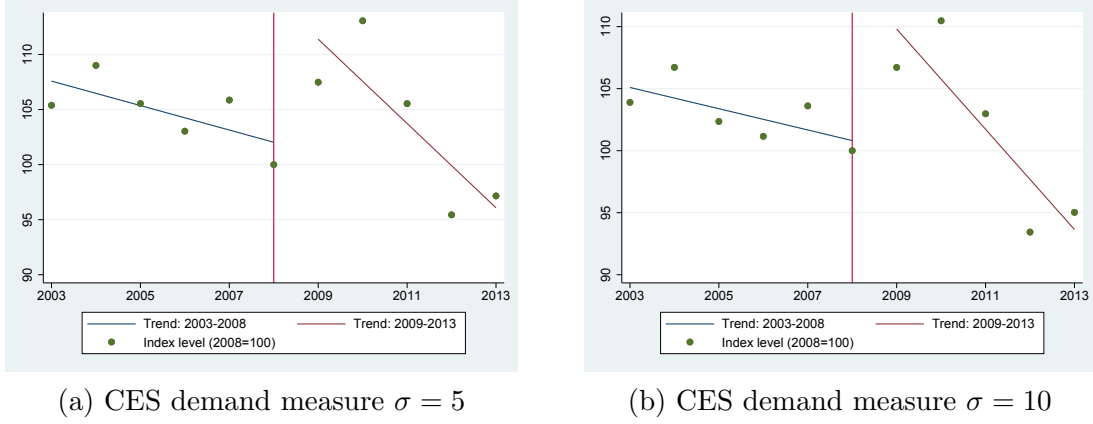 110
105
100
95
90
2003
2005
2007
2009
2011
2013
Trend: 2003-2008
Trend: 2009-2013
Index level (2008=100)
(a) CES demand measure σ = 5
110
105
100
95
90
2003
2005
2007
2009
2011
2013
Trend: 2003-2008
Trend: 2009-2013
Index level (2008=100)
(b) CES demand measure σ = 10